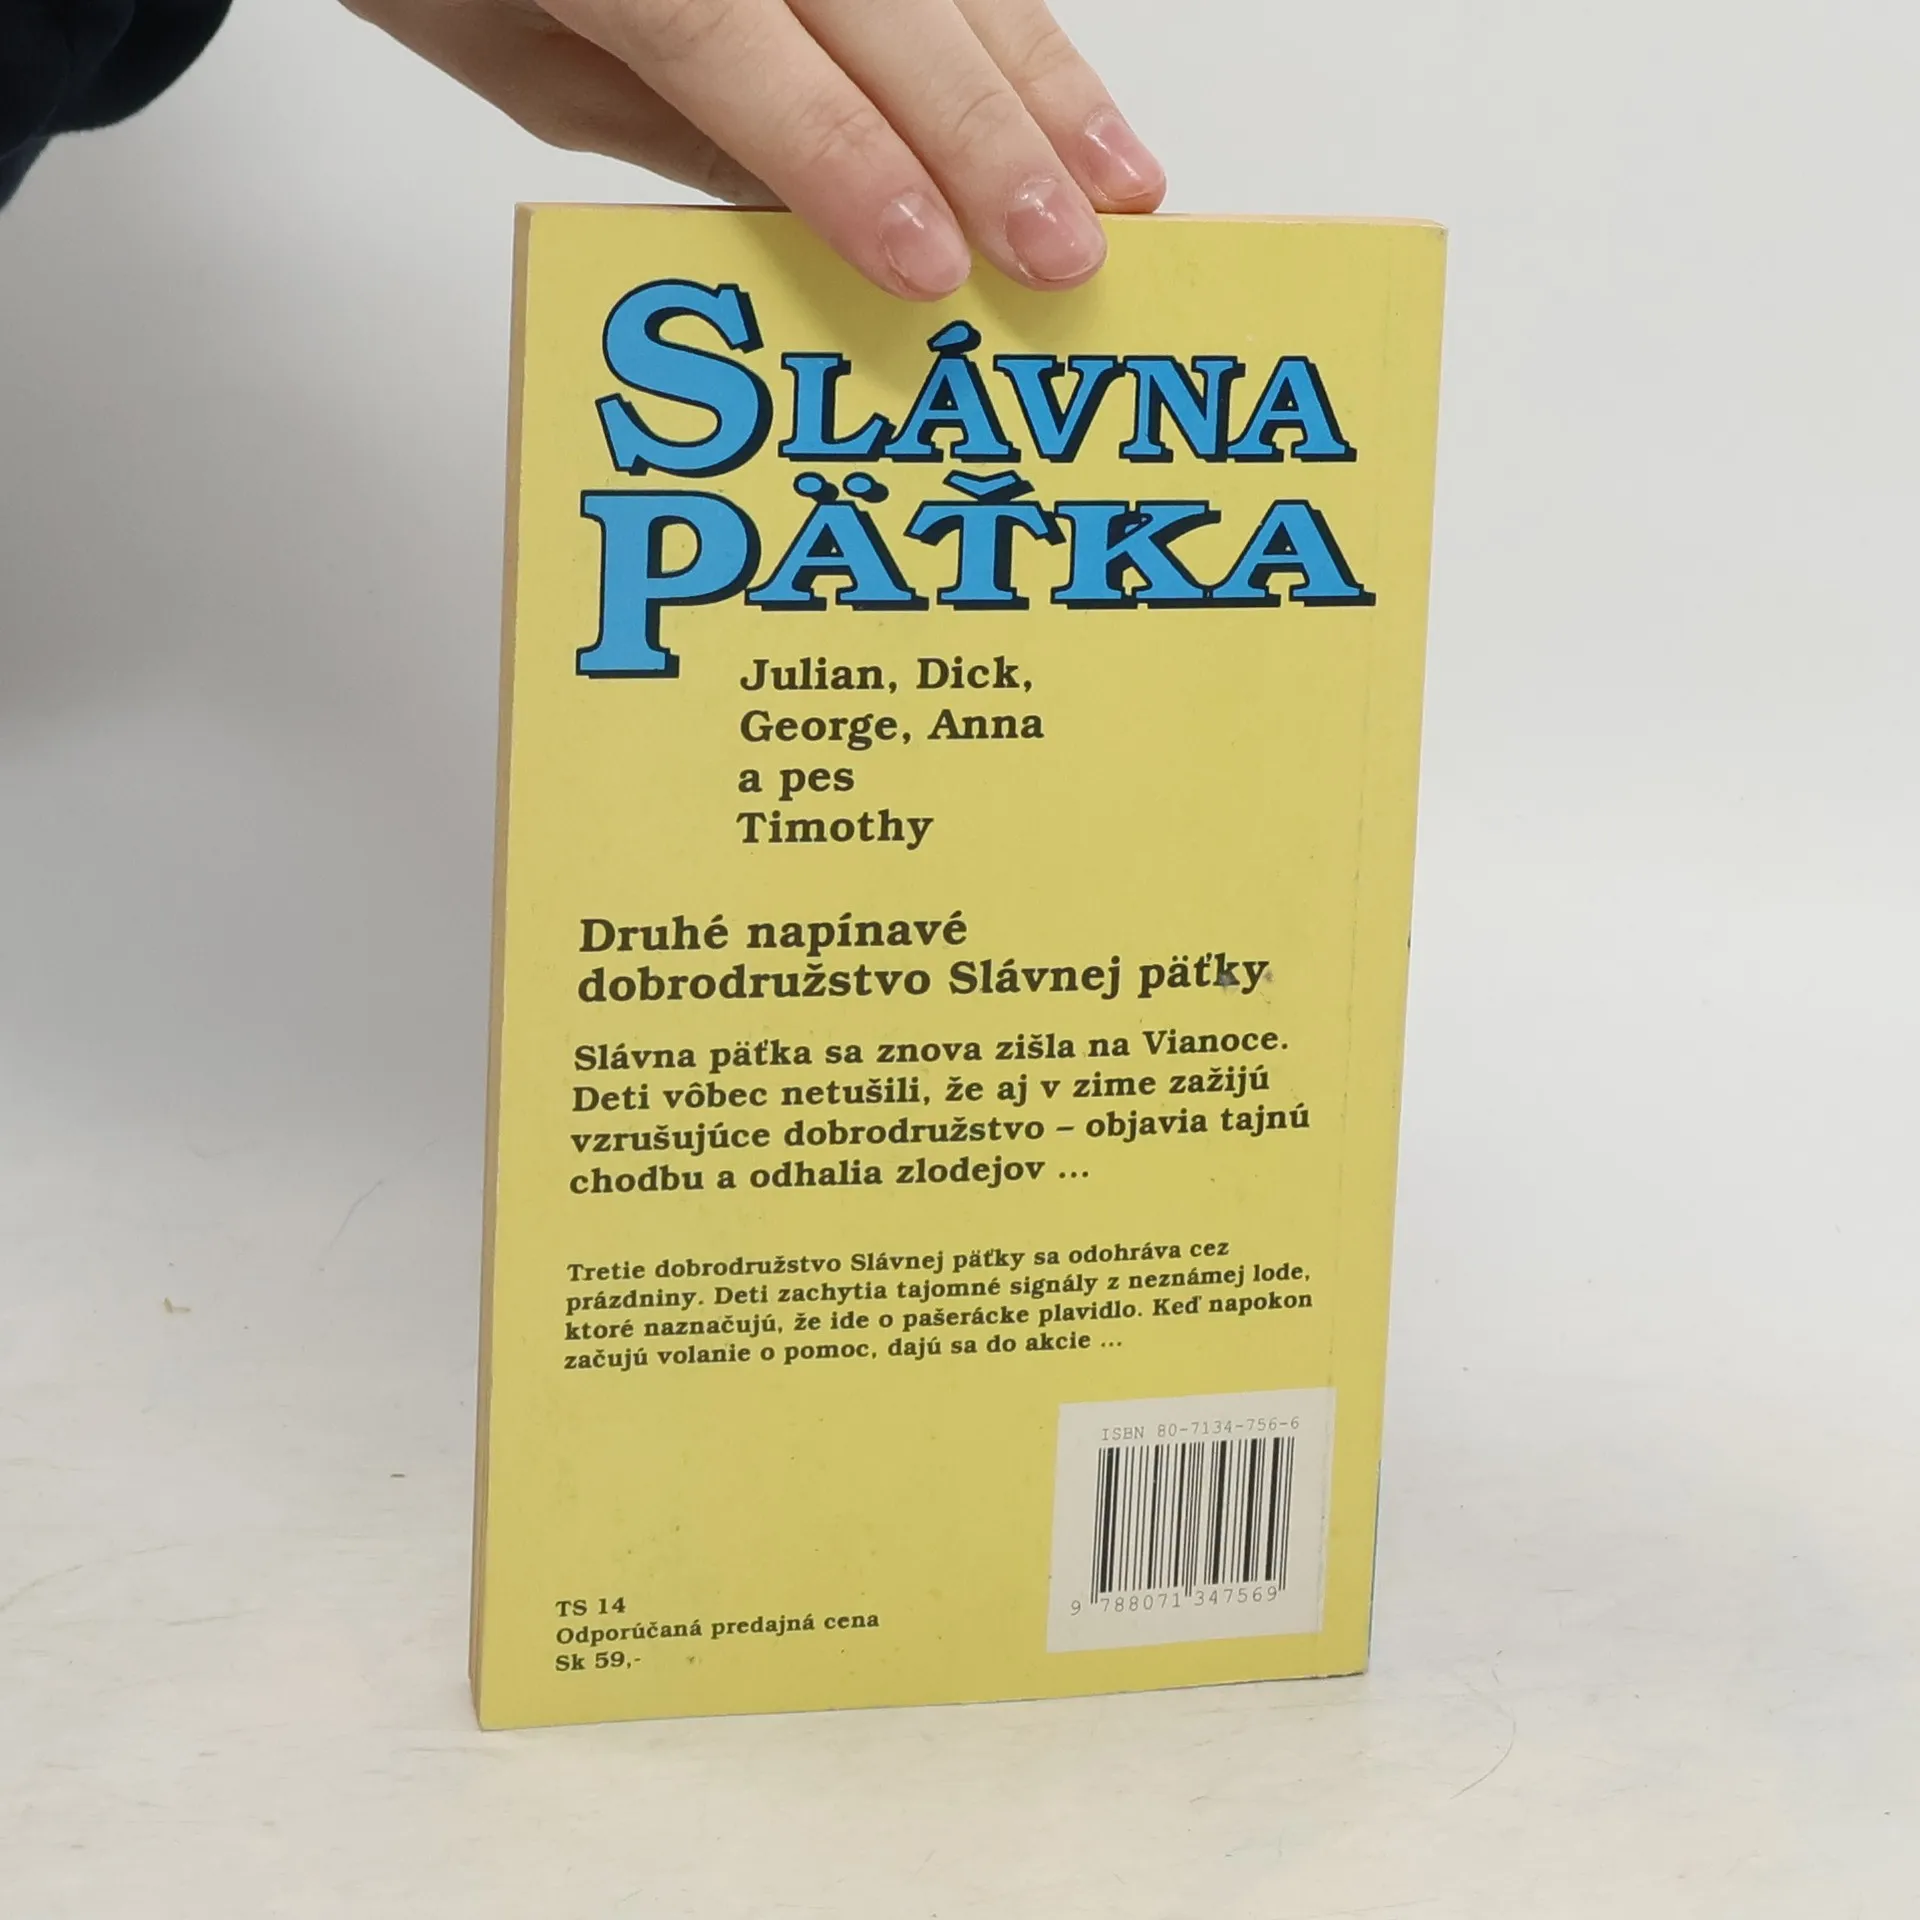 SLÁVNA
PÄŤKA
Julian, Dick,
George, Anna
a pes
Timothy
Druhé napínavé
dobrodružstvo Slávnej päťky
Slávna päťka sa znova zišla na Vianoce.
Deti vôbec netušili, že aj v zime zažijú
vzrušujúce dobrodružstvo – objavia tajnú
chodbu a odhalia zlodejov ...
Tretie dobrodružstvo Slávnej päťky sa odohráva cez
prázdniny. Deti zachytia tajomné signály z neznámej lode,
ktoré naznačujú, že ide o pašerácke plavidlo. Keď napokon
začujú volanie o pomoc, dajú sa do akcie ...
ISBN 80-7134-756-6
9 788071 347569
TS 14
Odporúčaná predajná cena
Sk 59,-